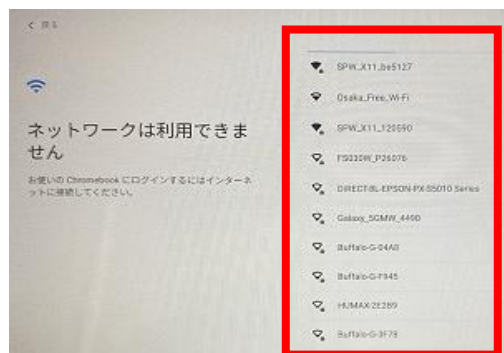 戻る
ネットワークは利用できま
せん
お使いの Chromebook にログインするにはインターネ
ットに接続してください。
SPW_X11_be5127
Osaka_Free_Wi-Fi
SPW_X11_120590
FS030W_P26076
DIRECT-8L-EPSON-PX-S5010 Series
Galaxy_5GMW_4490
Buffalo-G-04A8
Buffalo-G-F945
HUMAX-2E2B9
Buffalo-G-3F78